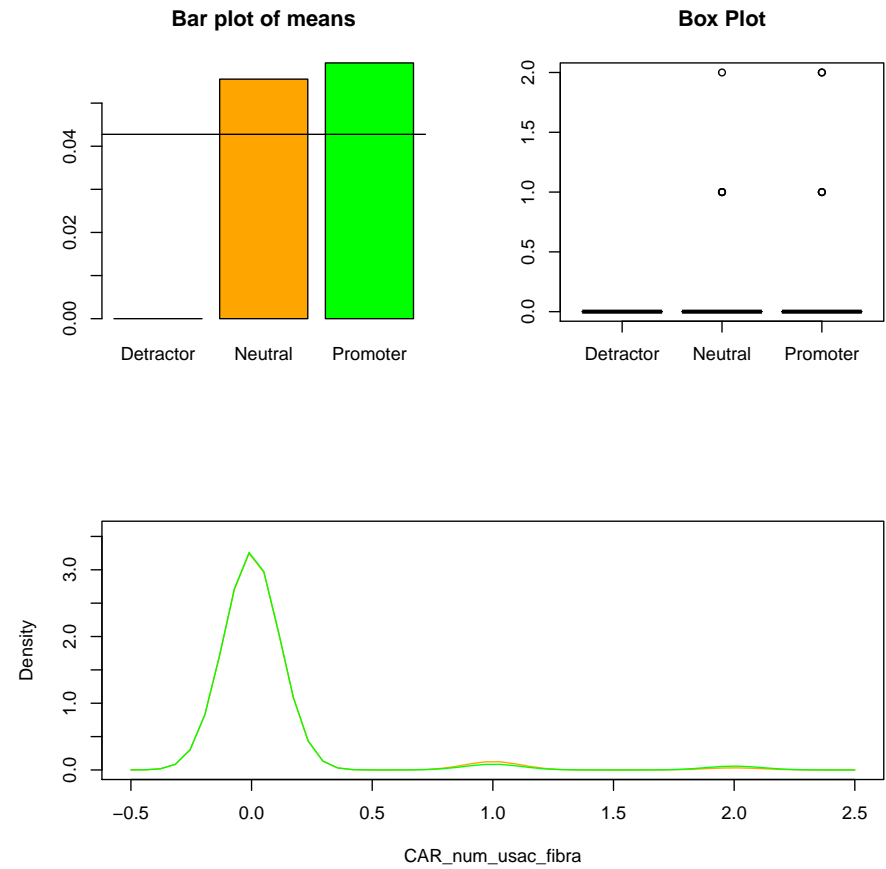 Bar plot of means
0.00
0.02
0.04
Detractor
Neutral
Promoter
Box Plot
0.0
0.5
1.0
1.5
2.0
Detractor
Neutral
Promoter
Density
0.0
1.0
2.0
3.0
−0.5
0.0
0.5
1.0
1.5
2.0
2.5
CAR_num_usac_fibra